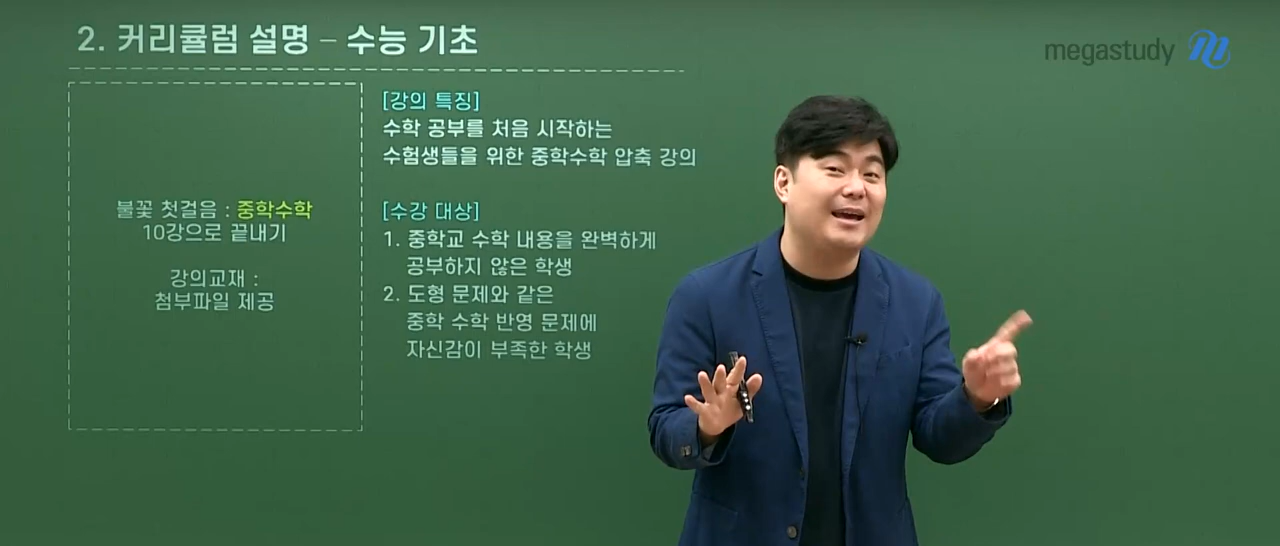 2. 커리큘럼 설명 – 수능 기초
megastudy
불꽃 첫걸음 : 중학수학
10강으로 끝내기
강의교재 :
첨부파일 제공
[강의 특징]
수학 공부를 처음 시작하는
수험생들을 위한 중학수학 압축 강의
[수강 대상]
1. 중학교 수학 내용을 완벽하게
공부하지 않은 학생
2. 도형 문제와 같은
중학 수학 반영 문제에
자신감이 부족한 학생